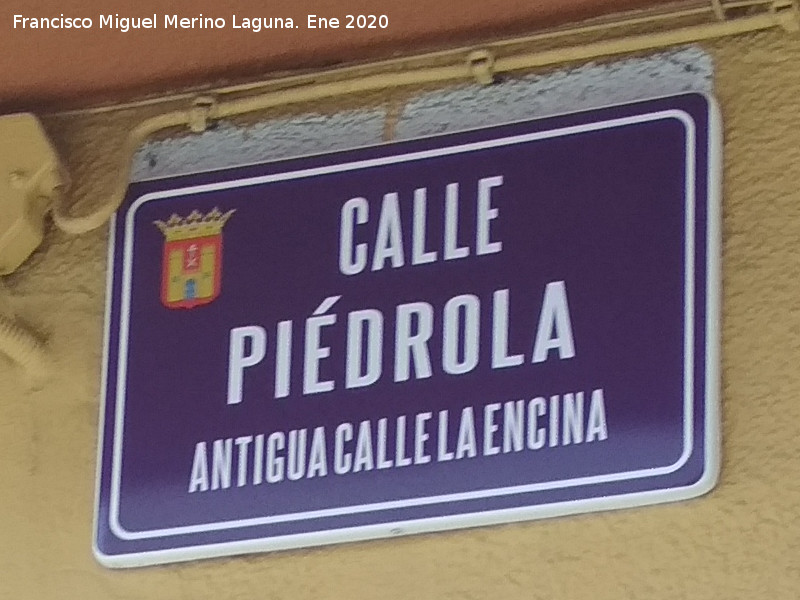 Francisco Miguel Merino Laguna. Ene 2020
CALLE
PIÉDROLA
ANTIGUA CALLE LA ENCINA